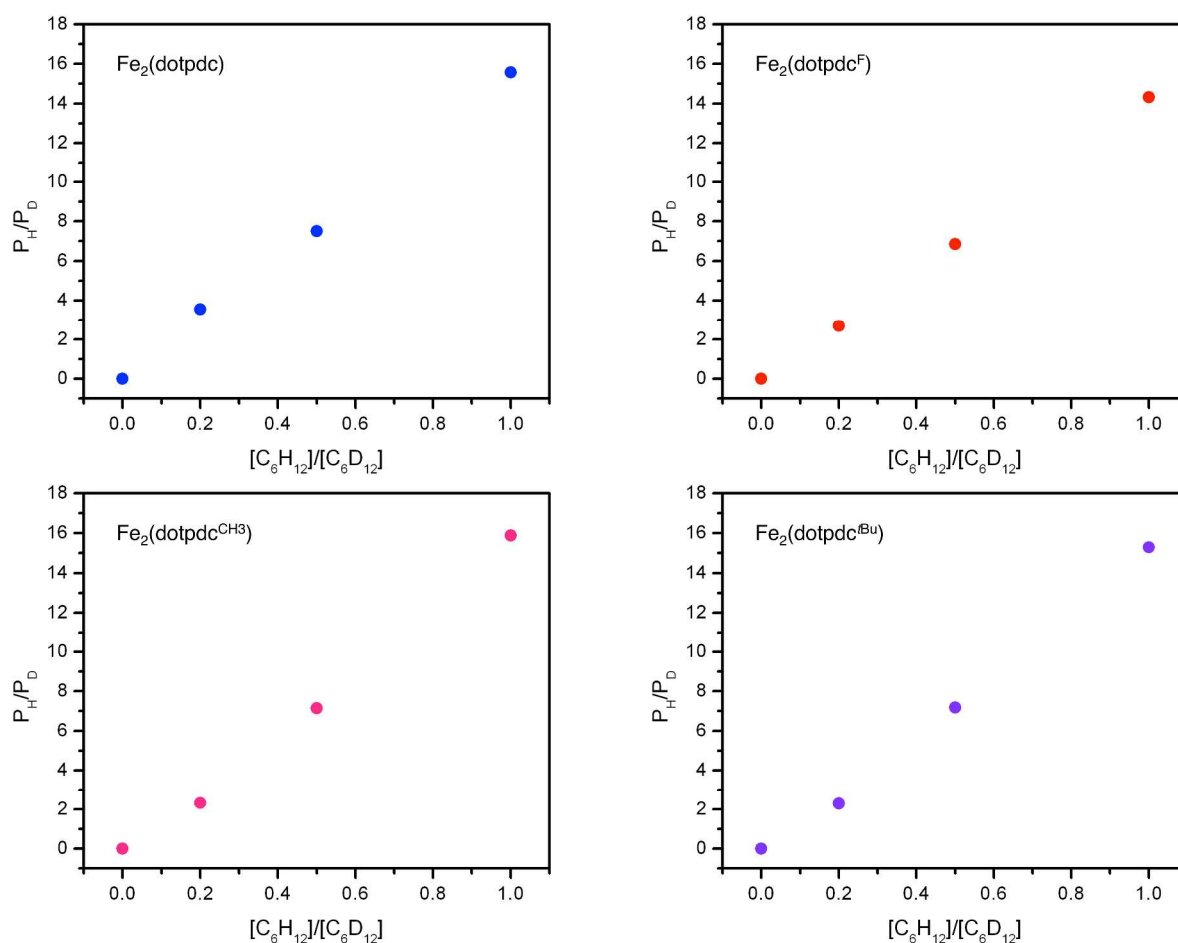 Fe₂(dotpdc)
P_H/P_D
18
16
14
12
10
8
6
4
2
0
0.0 0.2 0.4 0.6 0.8 1.0
[C₆H₁₂]/[C₆D₁₂]
Fe₂(dotpdcᶠ)
P_H/P_D
18
16
14
12
10
8
6
4
2
0
0.0 0.2 0.4 0.6 0.8 1.0
[C₆H₁₂]/[C₆D₁₂]
Fe₂(dotpdc^CH3)
P_H/P_D
18
16
14
12
10
8
6
4
2
0
0.0 0.2 0.4 0.6 0.8 1.0
[C₆H₁₂]/[C₆D₁₂]
Fe₂(dotpdc^tBu)
P_H/P_D
18
16
14
12
10
8
6
4
2
0
0.0 0.2 0.4 0.6 0.8 1.0
[C₆H₁₂]/[C₆D₁₂]